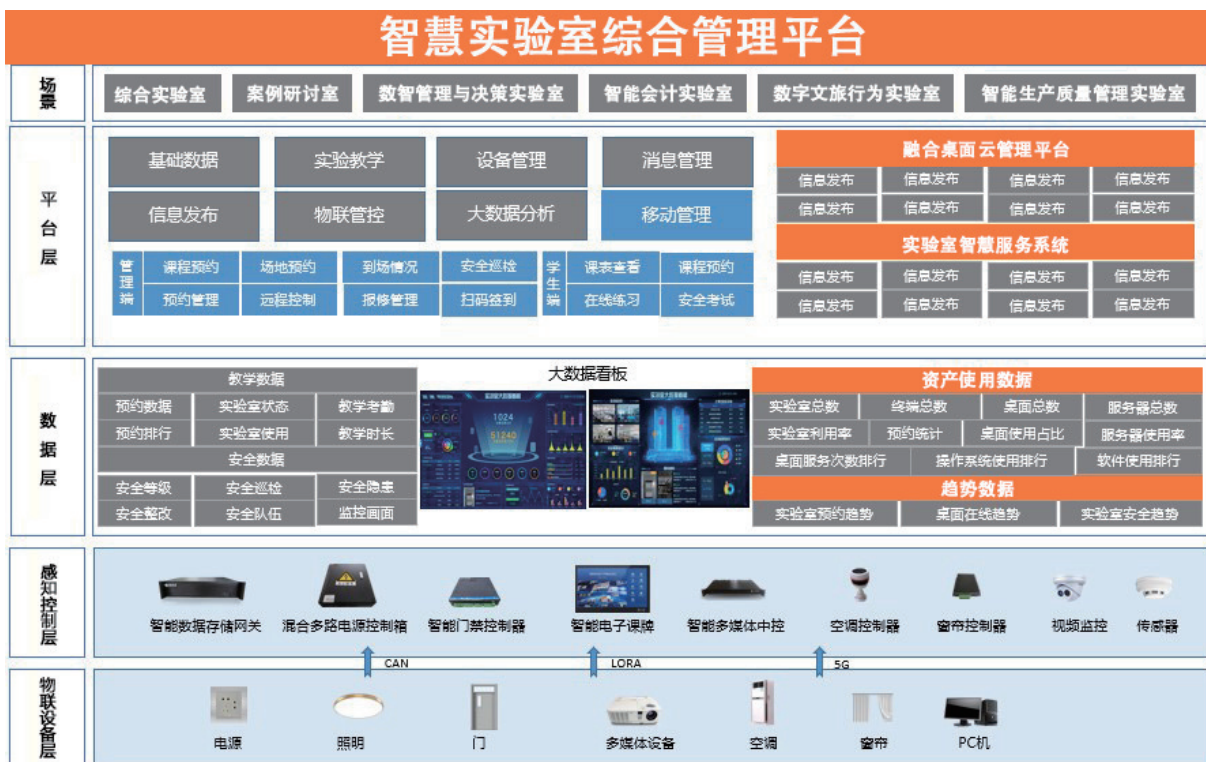 智慧实验室综合管理平台
场景
综合实验室 案例研讨室 数智管理与决策实验室 智能会计实验室 数字文旅行为实验室 智能生产质量管理实验室
平台层
基础数据 实验教学 设备管理 消息管理
信息发布 物联管控 大数据分析 移动管理
管理端
课程预约 场地预约 到场情况 安全巡检
预约管理 远程控制 报修管理 扫码签到
学生端
课表查看 课程预约
在线练习 安全考试
融合桌面云管理平台
信息发布 信息发布 信息发布 信息发布
信息发布 信息发布 信息发布 信息发布
实验室智慧服务系统
信息发布 信息发布 信息发布 信息发布
信息发布 信息发布 信息发布 信息发布
数据层
教学数据
预约数据 实验室状态 教学考勤
预约排行 实验室使用 教学时长
安全数据
安全等级 安全巡检 安全隐患
安全整改 安全队伍 监控画面
大数据看板
1024
51240
资产使用数据
实验室总数 终端总数 桌面总数 服务器总数
实验室利用率 预约统计 桌面使用占比 服务器使用率
桌面服务次数排行 操作系统使用排行 软件使用排行
趋势数据
实验室预约趋势 桌面在线趋势 实验室安全趋势
感知控制层
智能数据存储网关 混合多路电源控制箱 智能门禁控制器 智能电子课牌 智能多媒体中控 空调控制器 窗帘控制器 视频监控 传感器
CAN LORA 5G
物联设备层
电源 照明 门 多媒体设备 空调 窗帘 PC机